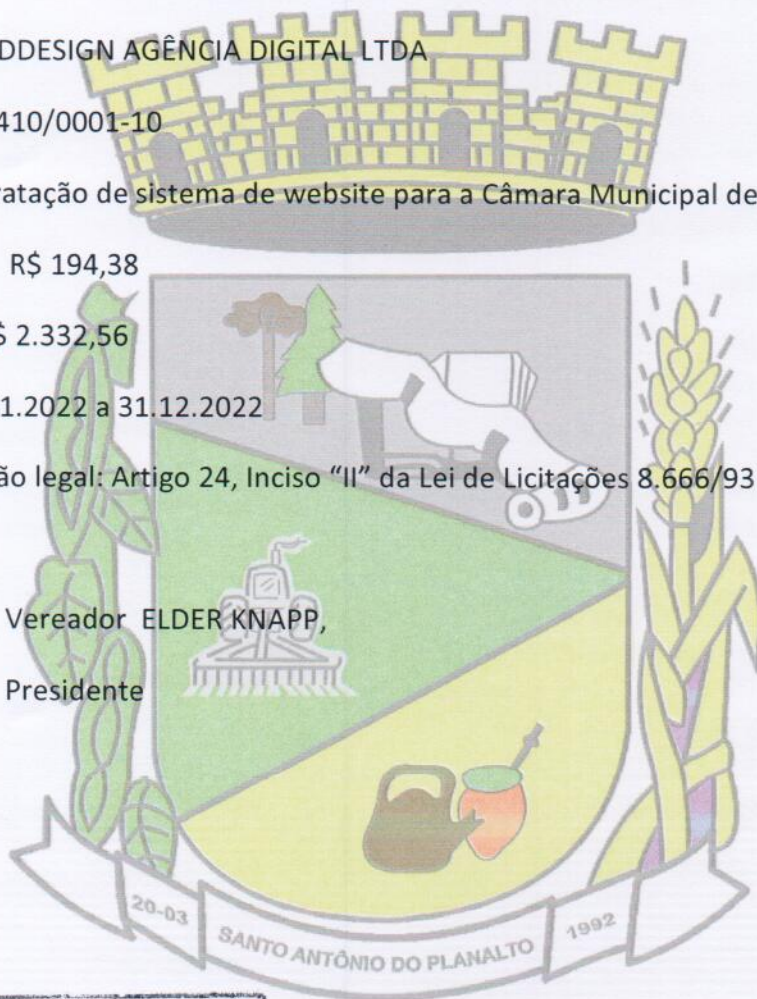 DDESIGN AGÊNCIA DIGITAL LTDA
410/0001-10
ratação de sistema de website para a Câmara Municipal de
R$ 194,38
$ 2.332,56
1.2022 a 31.12.2022
ão legal: Artigo 24, Inciso “II” da Lei de Licitações 8.666/93
Vereador ELDER KNAPP,
Presidente
20-03
SANTO ANTÔNIO DO PLANALTO
1992